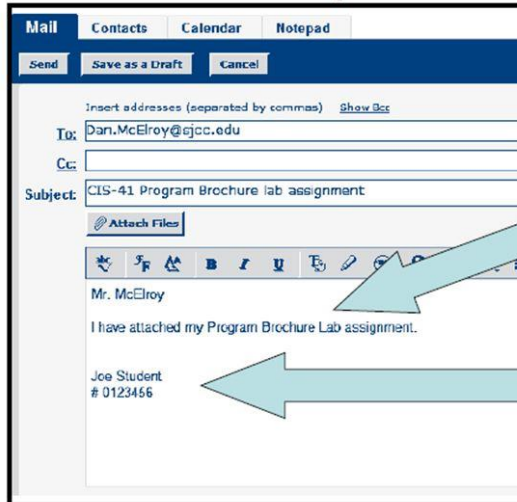 Mail Contacts Calendar Notepad
Send Save as a Draft Cancel
Insert addresses (separated by commas) Show Bcc
To: Dan.McElroy@sjcc.edu
Cc:
Subject: CIS-41 Program Brochure lab assignment
Attach Files
B I U
Mr. McElroy
I have attached my Program Brochure Lab assignment.
Joe Student
# 0123456